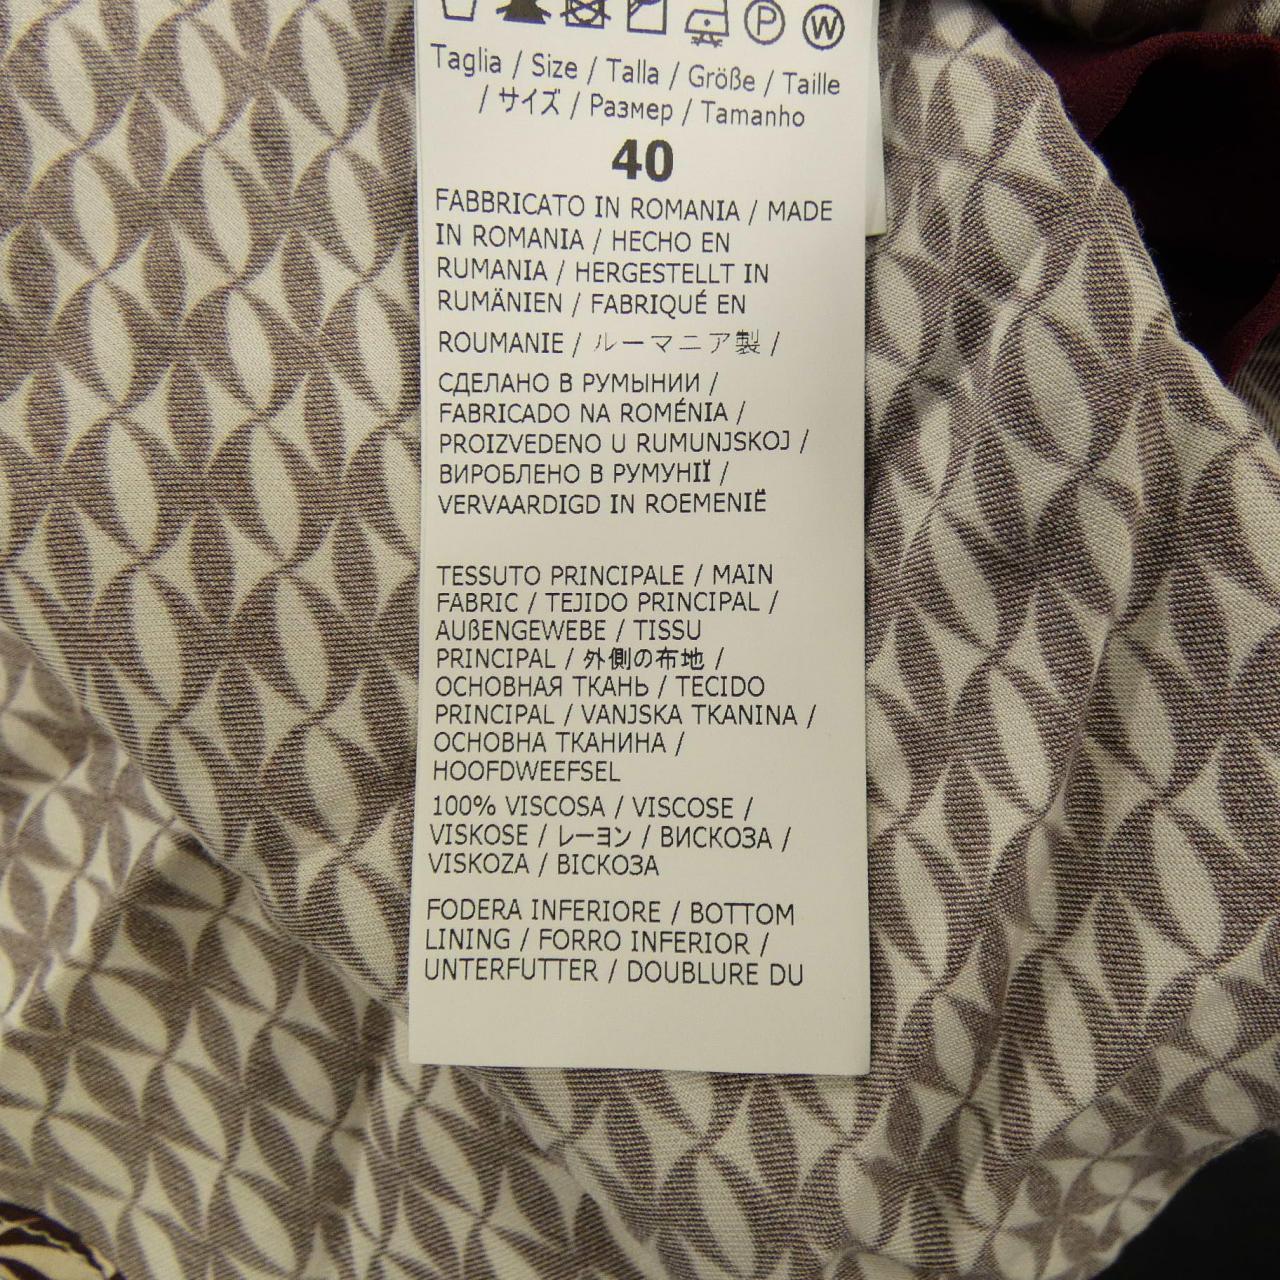 P W
Taglia / Size / Talla / Größe / Taille
/ サイズ / Размер / Tamanho
40
FABBRICATO IN ROMANIA / MADE
IN ROMANIA / HECHO EN
RUMANIA / HERGESTELLT IN
RUMÄNIEN / FABRIQUÉ EN
ROUMANIE / ルーマニア製 /
СДЕЛАНО В РУМЫНИИ /
FABRICADO NA ROMÉNIA /
PROIZVEDENO U RUMUNJSKOJ /
ВИРОБЛЕНО В РУМУНІЇ /
VERVAARDIGD IN ROEMENIË
TESSUTO PRINCIPALE / MAIN
FABRIC / TEJIDO PRINCIPAL /
AUßENGEWEBE / TISSU
PRINCIPAL / 外側の布地 /
ОСНОВНАЯ ТКАНЬ / TECIDO
PRINCIPAL / VANJSKA TKANINA /
ОСНОВНА ТКАНИНА /
HOOFDWEEFSEL
100% VISCOSA / VISCOSE /
VISKOSE / レーヨン / ВИСКОЗА /
VISKOZA / ВІСКОЗА
FODERA INFERIORE / BOTTOM
LINING / FORRO INFERIOR /
UNTERFUTTER / DOUBLURE DU